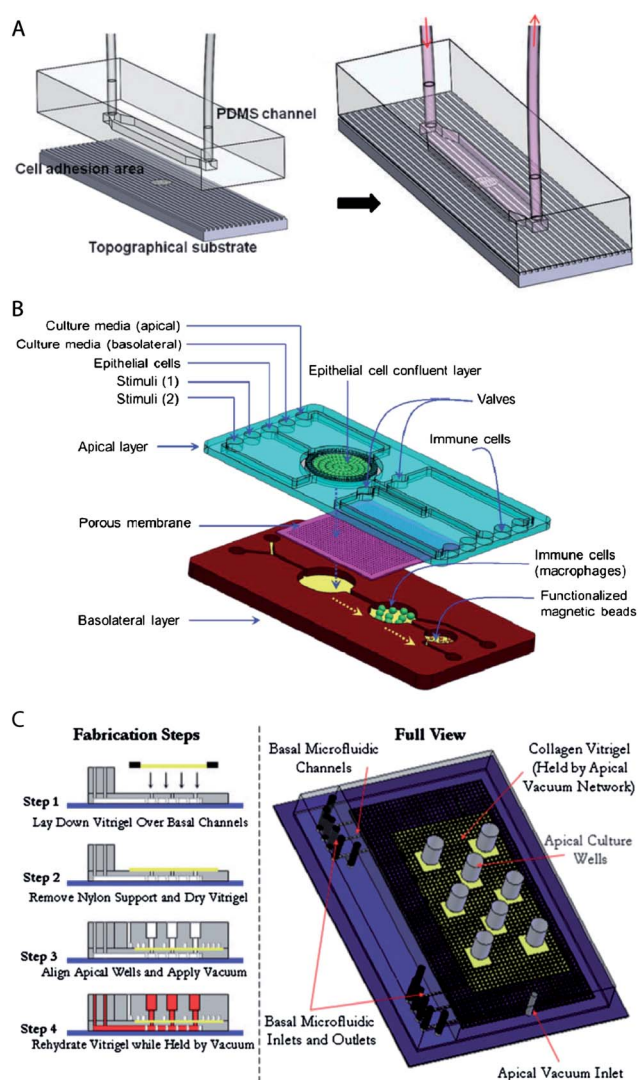 A
PDMS channel
Cell adhesion area
Topographical substrate
B
Culture media (apical)
Culture media (basolateral)
Epithelial cells
Stimuli (1)
Stimuli (2)
Epithelial cell confluent layer
Valves
Immune cells
Apical layer
Porous membrane
Immune cells
(macrophages)
Functionalized
magnetic beads
Basolateral layer
C
Fabrication Steps
Step 1
Lay Down Vitrigel Over Basal Channels
Step 2
Remove Nylon Support and Dry Vitrigel
Step 3
Align Apical Wells and Apply Vacuum
Step 4
Rehydrate Vitrigel while Held by Vacuum
Full View
Basal Microfluidic
Channels
Collagen Vitrigel
(Held by Apical
Vacuum Network)
Apical Culture
Wells
Basal Microfluidic
Inlets and Outlets
Apical Vacuum Inlet